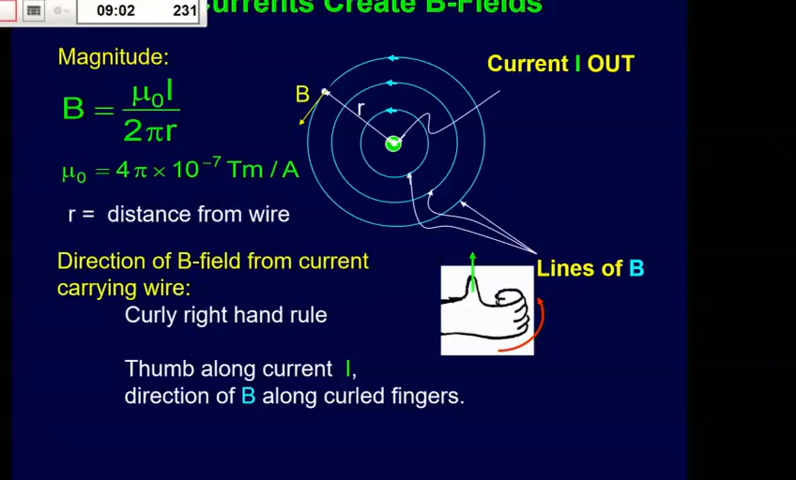 09:02 231
Currents Create B-Fields
Magnitude:
B = μ₀I / 2πr
μ₀ = 4π × 10⁻⁷ Tm / A
r = distance from wire
B
r
Current I OUT
Lines of B
Direction of B-field from current
carrying wire:
Curly right hand rule
Thumb along current I,
direction of B along curled fingers.